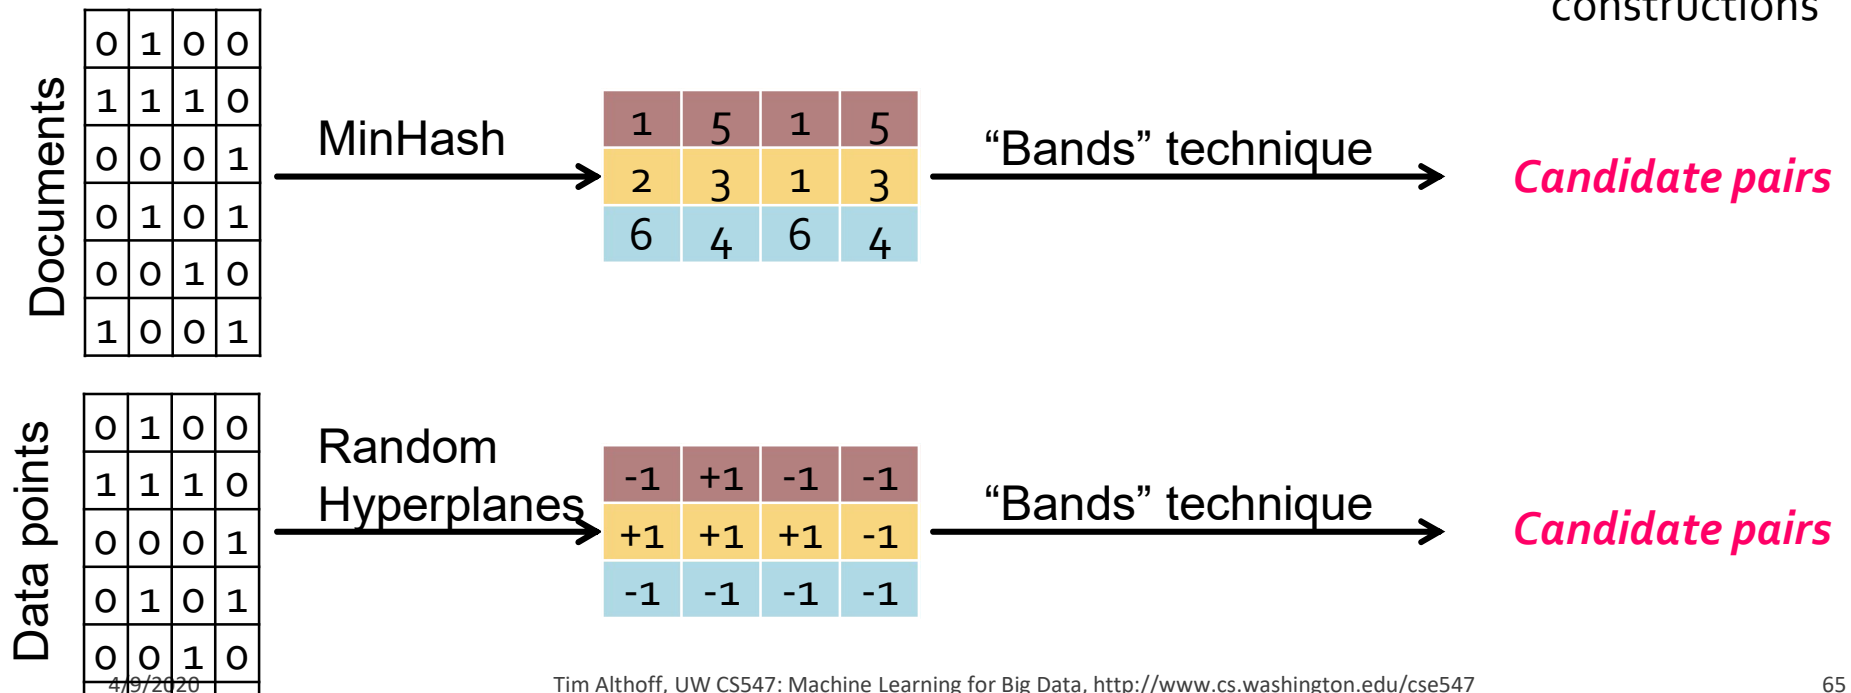 constructions
Documents
0 1 0 0
1 1 1 0
0 0 0 1
0 1 0 1
0 0 1 0
1 0 0 1
MinHash
1 5 1 5
2 3 1 3
6 4 6 4
“Bands” technique
Candidate pairs
Data points
0 1 0 0
1 1 1 0
0 0 0 1
0 1 0 1
0 0 1 0
Random
Hyperplanes
-1 +1 -1 -1
+1 +1 +1 -1
-1 -1 -1 -1
“Bands” technique
Candidate pairs
4/9/2020
Tim Althoff, UW CS547: Machine Learning for Big Data, http://www.cs.washington.edu/cse547
65